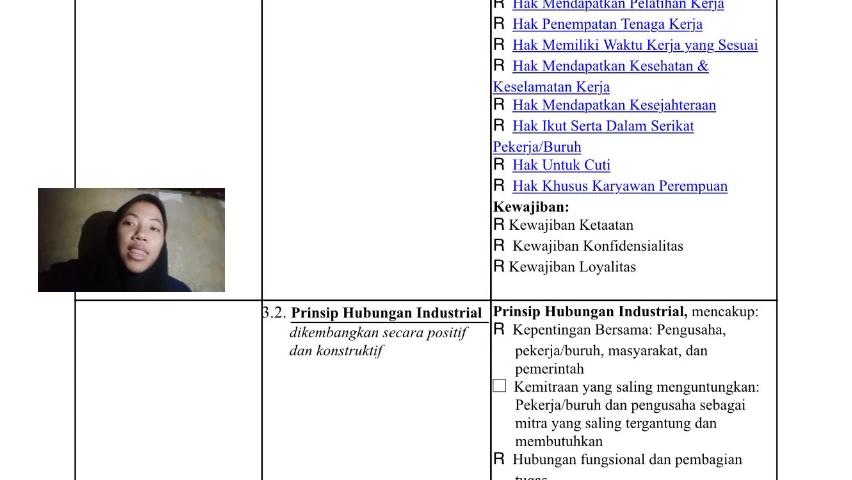 R Hak Mendapatkan Pelatihan Kerja
R Hak Penempatan Tenaga Kerja
R Hak Memiliki Waktu Kerja yang Sesuai
R Hak Mendapatkan Kesehatan &
Keselamatan Kerja
R Hak Mendapatkan Kesejahteraan
R Hak Ikut Serta Dalam Serikat
Pekerja/Buruh
R Hak Untuk Cuti
R Hak Khusus Karyawan Perempuan
Kewajiban:
R Kewajiban Ketaatan
R Kewajiban Konfidensialitas
R Kewajiban Loyalitas
3.2. Prinsip Hubungan Industrial
dikembangkan secara positif
dan konstruktif
Prinsip Hubungan Industrial, mencakup:
R Kepentingan Bersama: Pengusaha,
pekerja/buruh, masyarakat, dan
pemerintah
☐ Kemitraan yang saling menguntungkan:
Pekerja/buruh dan pengusaha sebagai
mitra yang saling tergantung dan
membutuhkan
R Hubungan fungsional dan pembagian